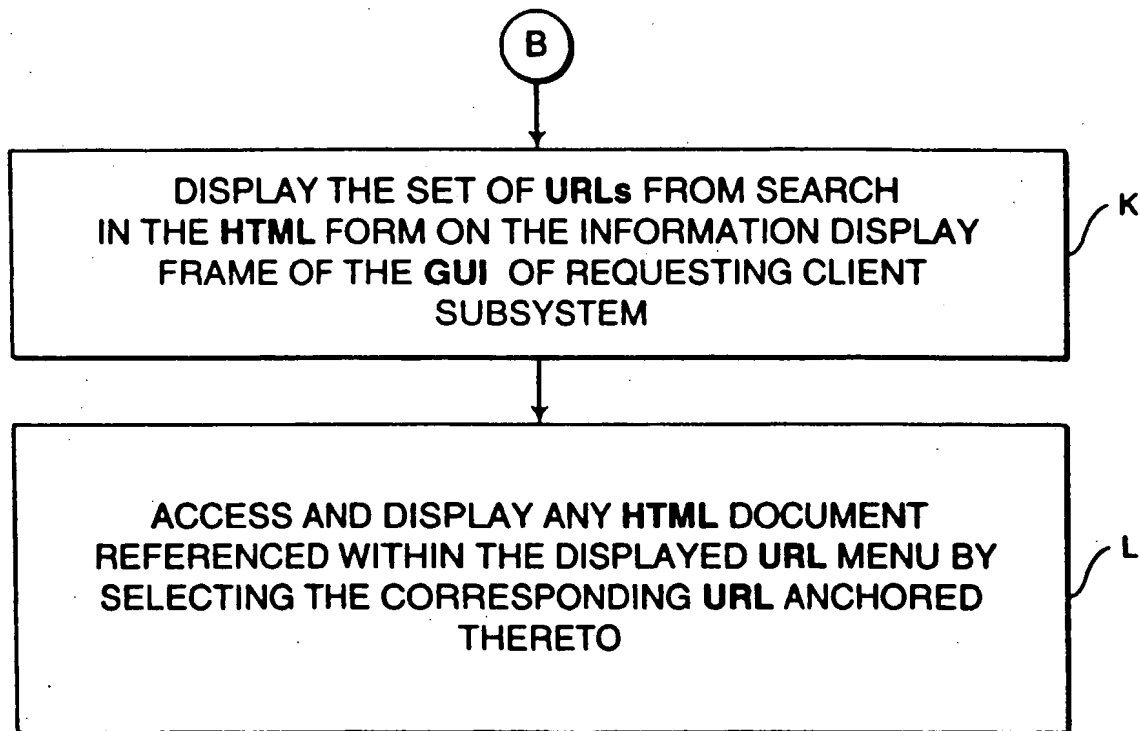 B
DISPLAY THE SET OF URLs FROM SEARCH
IN THE HTML FORM ON THE INFORMATION DISPLAY
FRAME OF THE GUI OF REQUESTING CLIENT
SUBSYSTEM
K
ACCESS AND DISPLAY ANY HTML DOCUMENT
REFERENCED WITHIN THE DISPLAYED URL MENU BY
SELECTING THE CORRESPONDING URL ANCHORED
THERETO
L